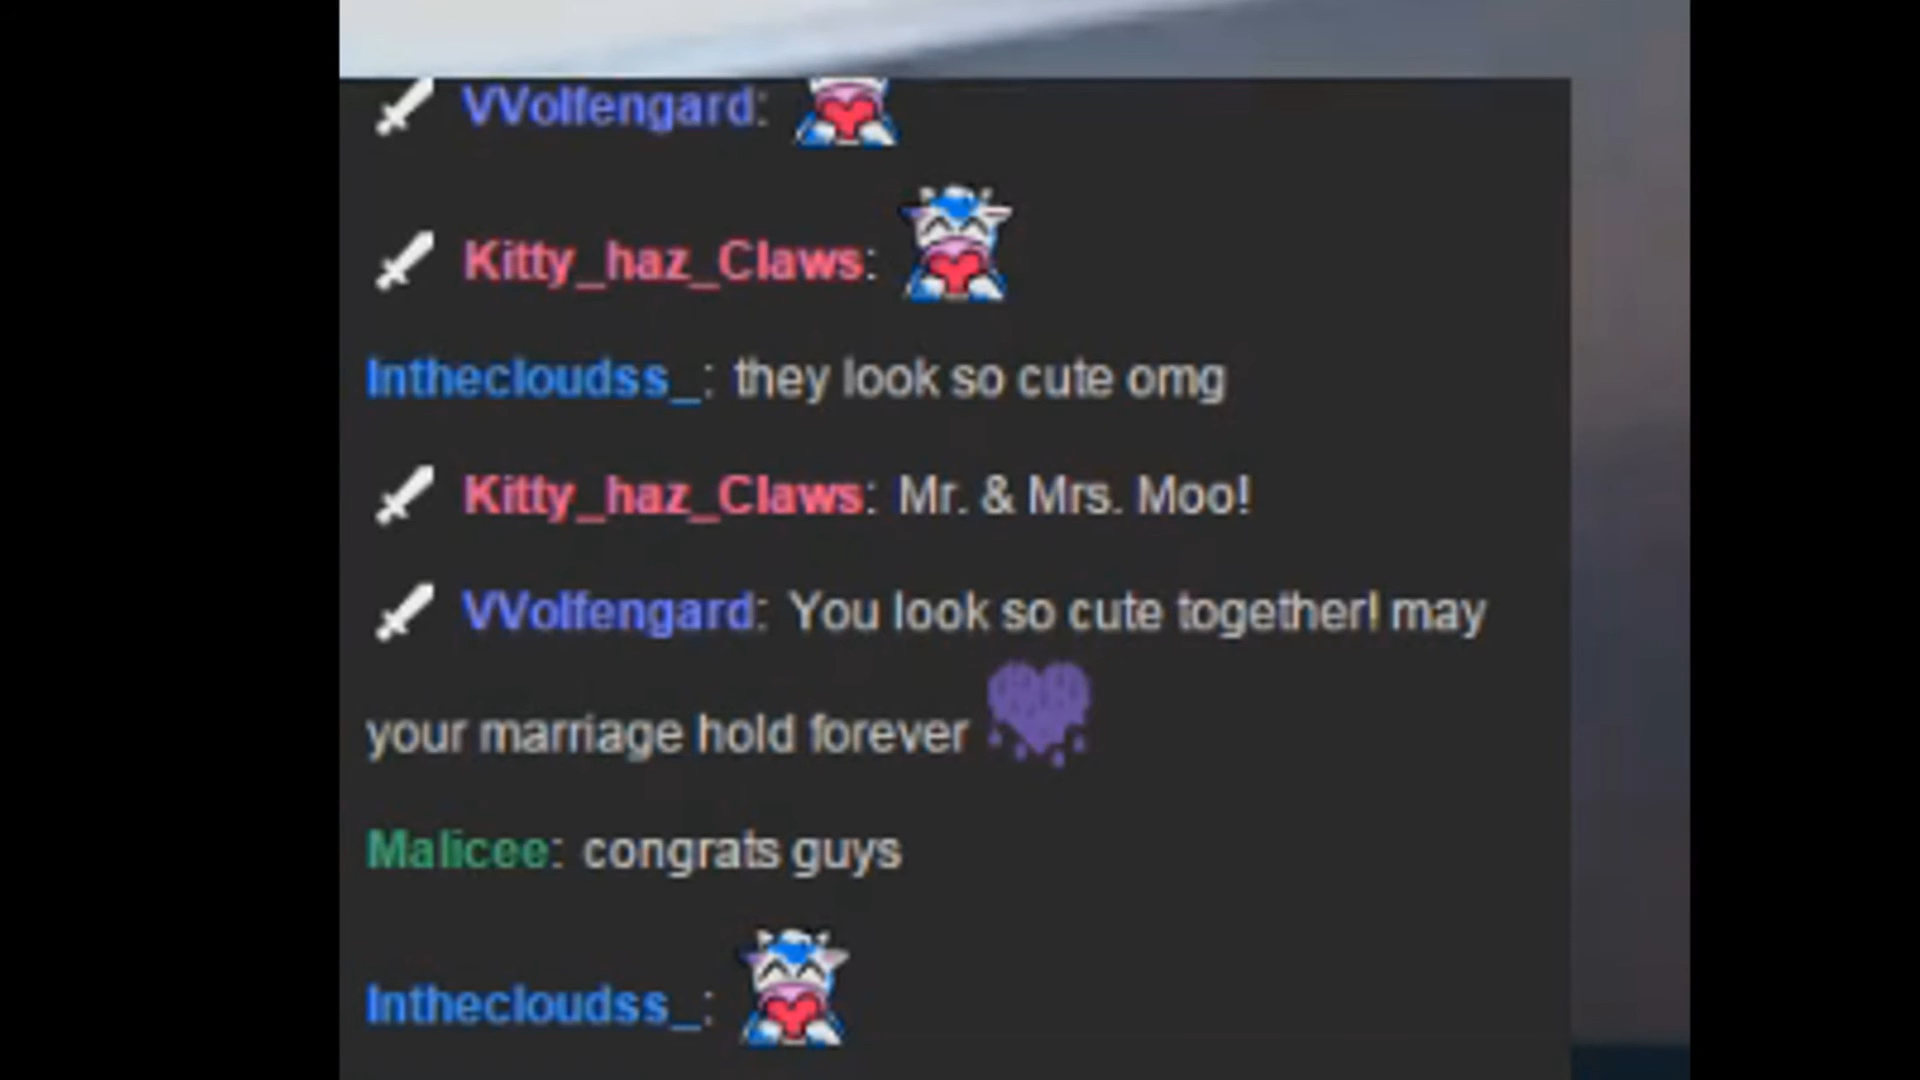 VVolfengard:
Kitty_haz_Claws:
Inthecloudss_: they look so cute omg
Kitty_haz_Claws: Mr. & Mrs. Moo!
VVolfengard: You look so cute together! may
your marriage hold forever
Malicee: congrats guys
Inthecloudss_: